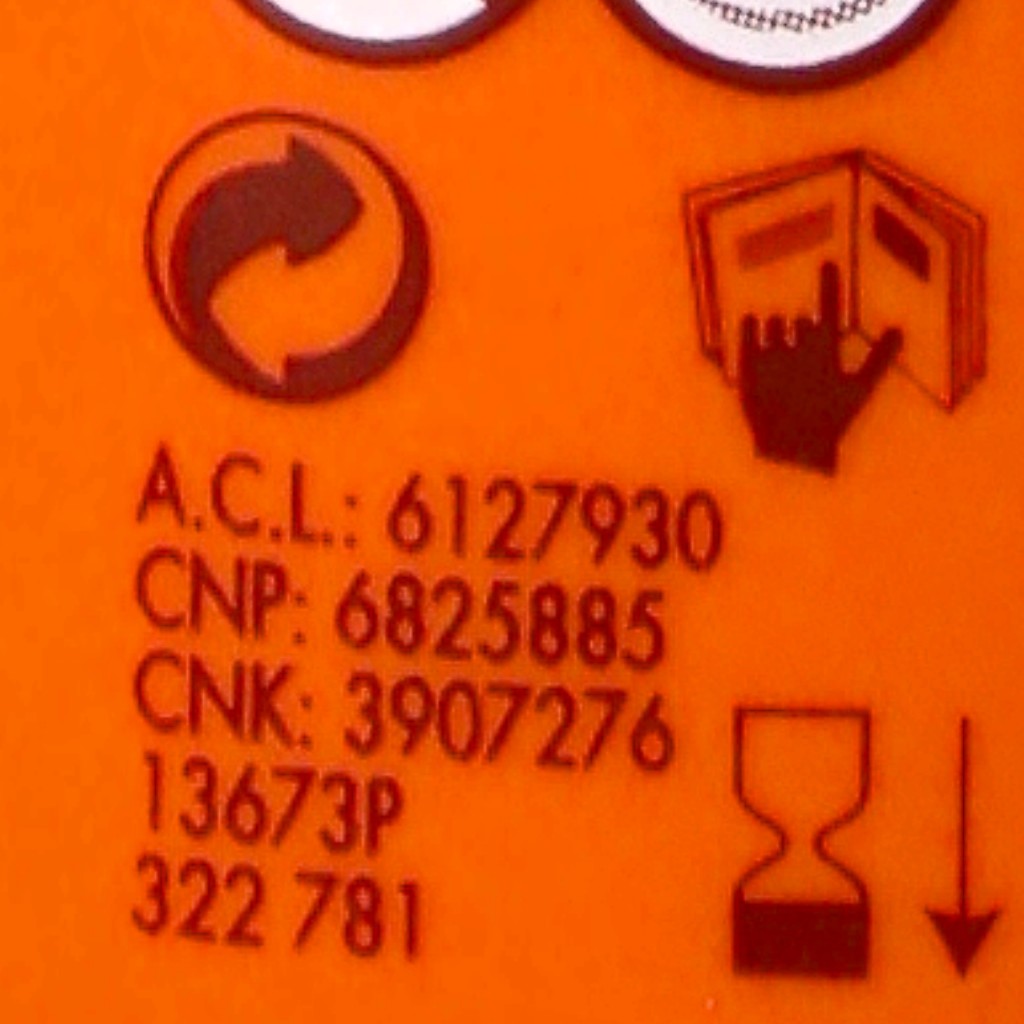 A.C.L.: 6127930
CNP: 6825885
CNK: 3907276
13673P
322 781